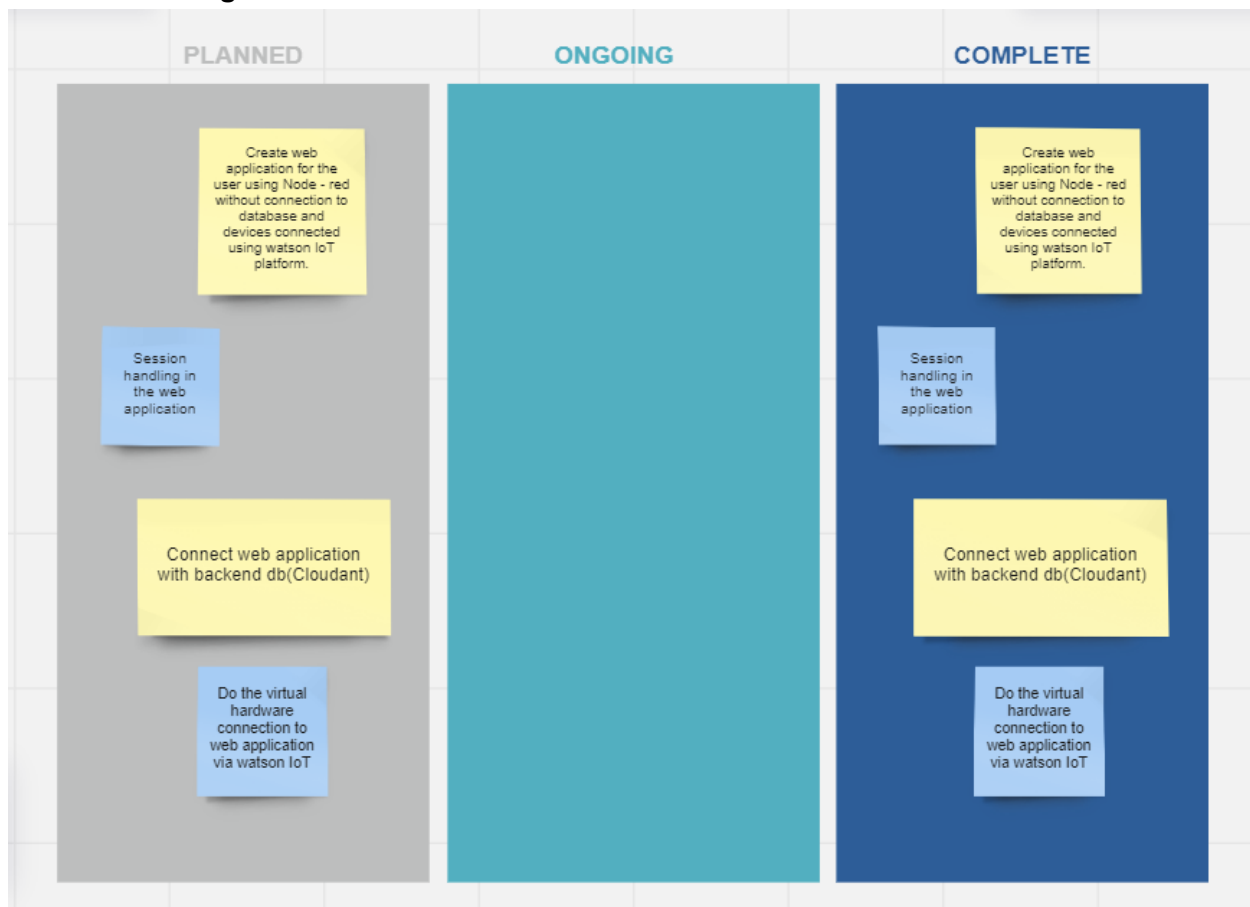 PLANNED
ONGOING
COMPLETE
Create web
application for the
user using Node - red
without connection to
database and
devices connected
using watson IoT
platform.
Session
handling in
the web
application
Connect web application
with backend db(Cloudant)
Do the virtual
hardware
connection to
web application
via watson IoT
Create web
application for the
user using Node - red
without connection to
database and
devices connected
using watson IoT
platform.
Session
handling in
the web
application
Connect web application
with backend db(Cloudant)
Do the virtual
hardware
connection to
web application
via watson IoT